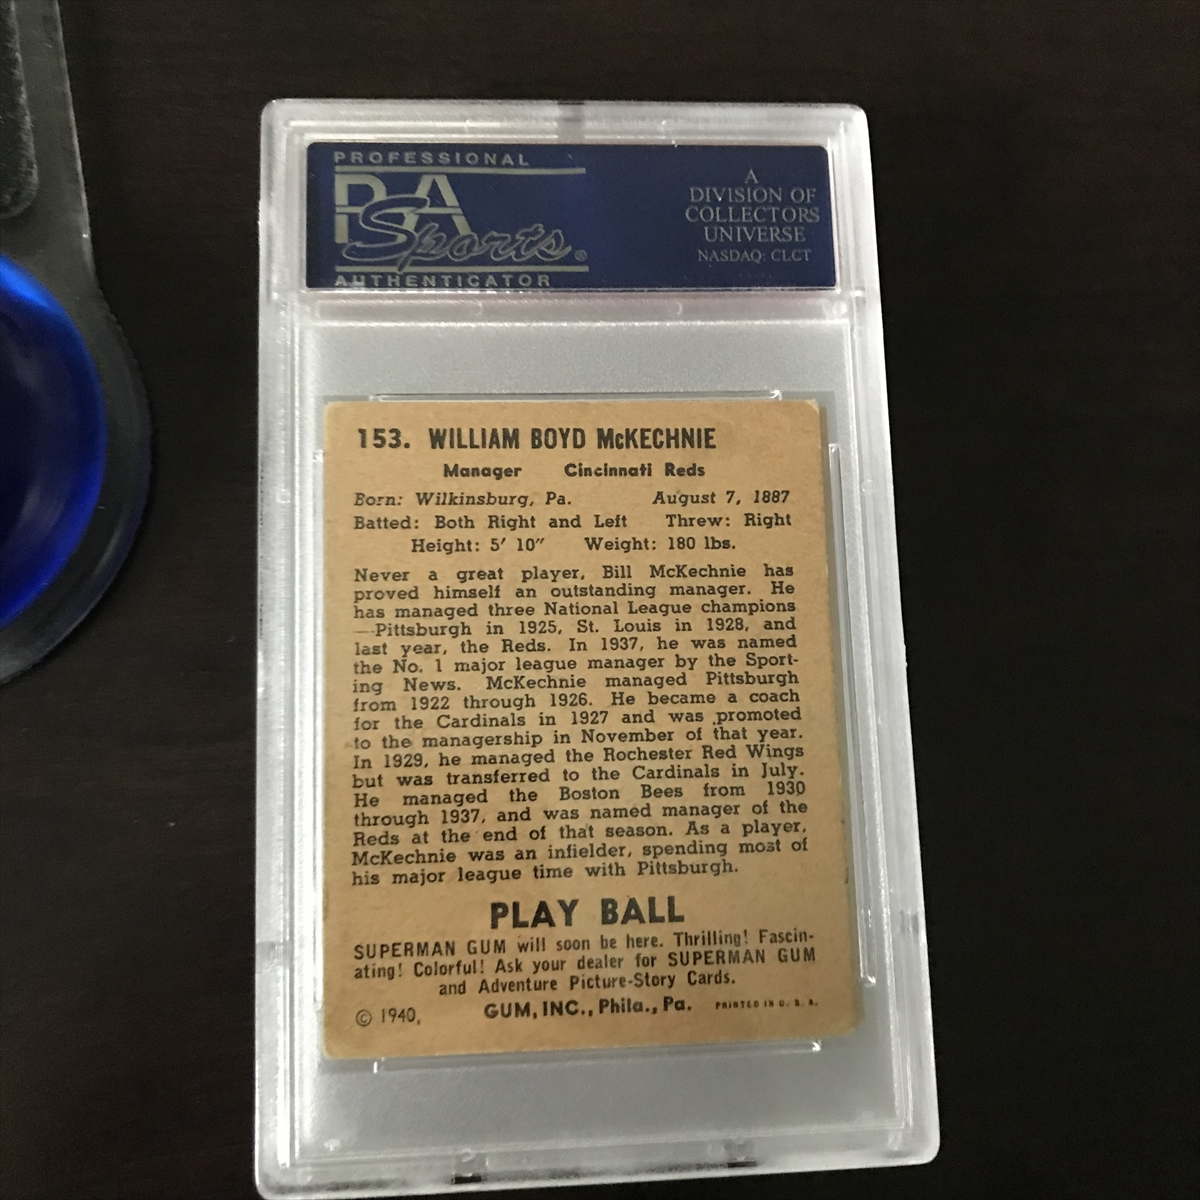 PROFESSIONAL
PSA
Sports®
AUTHENTICATOR
A
DIVISION OF
COLLECTORS
UNIVERSE
NASDAQ: CLCT
153. WILLIAM BOYD McKECHNIE
Manager Cincinnati Reds
Born: Wilkinsburg, Pa. August 7, 1887
Batted: Both Right and Left Threw: Right
Height: 5' 10" Weight: 180 lbs.
Never a great player, Bill McKechnie has
proved himself an outstanding manager. He
has managed three National League champions
—Pittsburgh in 1925, St. Louis in 1928, and
last year, the Reds. In 1937, he was named
the No. 1 major league manager by the Sport-
ing News. McKechnie managed Pittsburgh
from 1922 through 1926. He became a coach
for the Cardinals in 1927 and was promoted
to the managership in November of that year.
In 1929, he managed the Rochester Red Wings
but was transferred to the Cardinals in July.
He managed the Boston Bees from 1930
through 1937, and was named manager of the
Reds at the end of that season. As a player,
McKechnie was an infielder, spending most of
his major league time with Pittsburgh.
PLAY BALL
SUPERMAN GUM will soon be here. Thrilling! Fascin-
ating! Colorful! Ask your dealer for SUPERMAN GUM
and Adventure Picture-Story Cards.
© 1940, GUM, INC., Phila., Pa. PRINTED IN U. S. A.